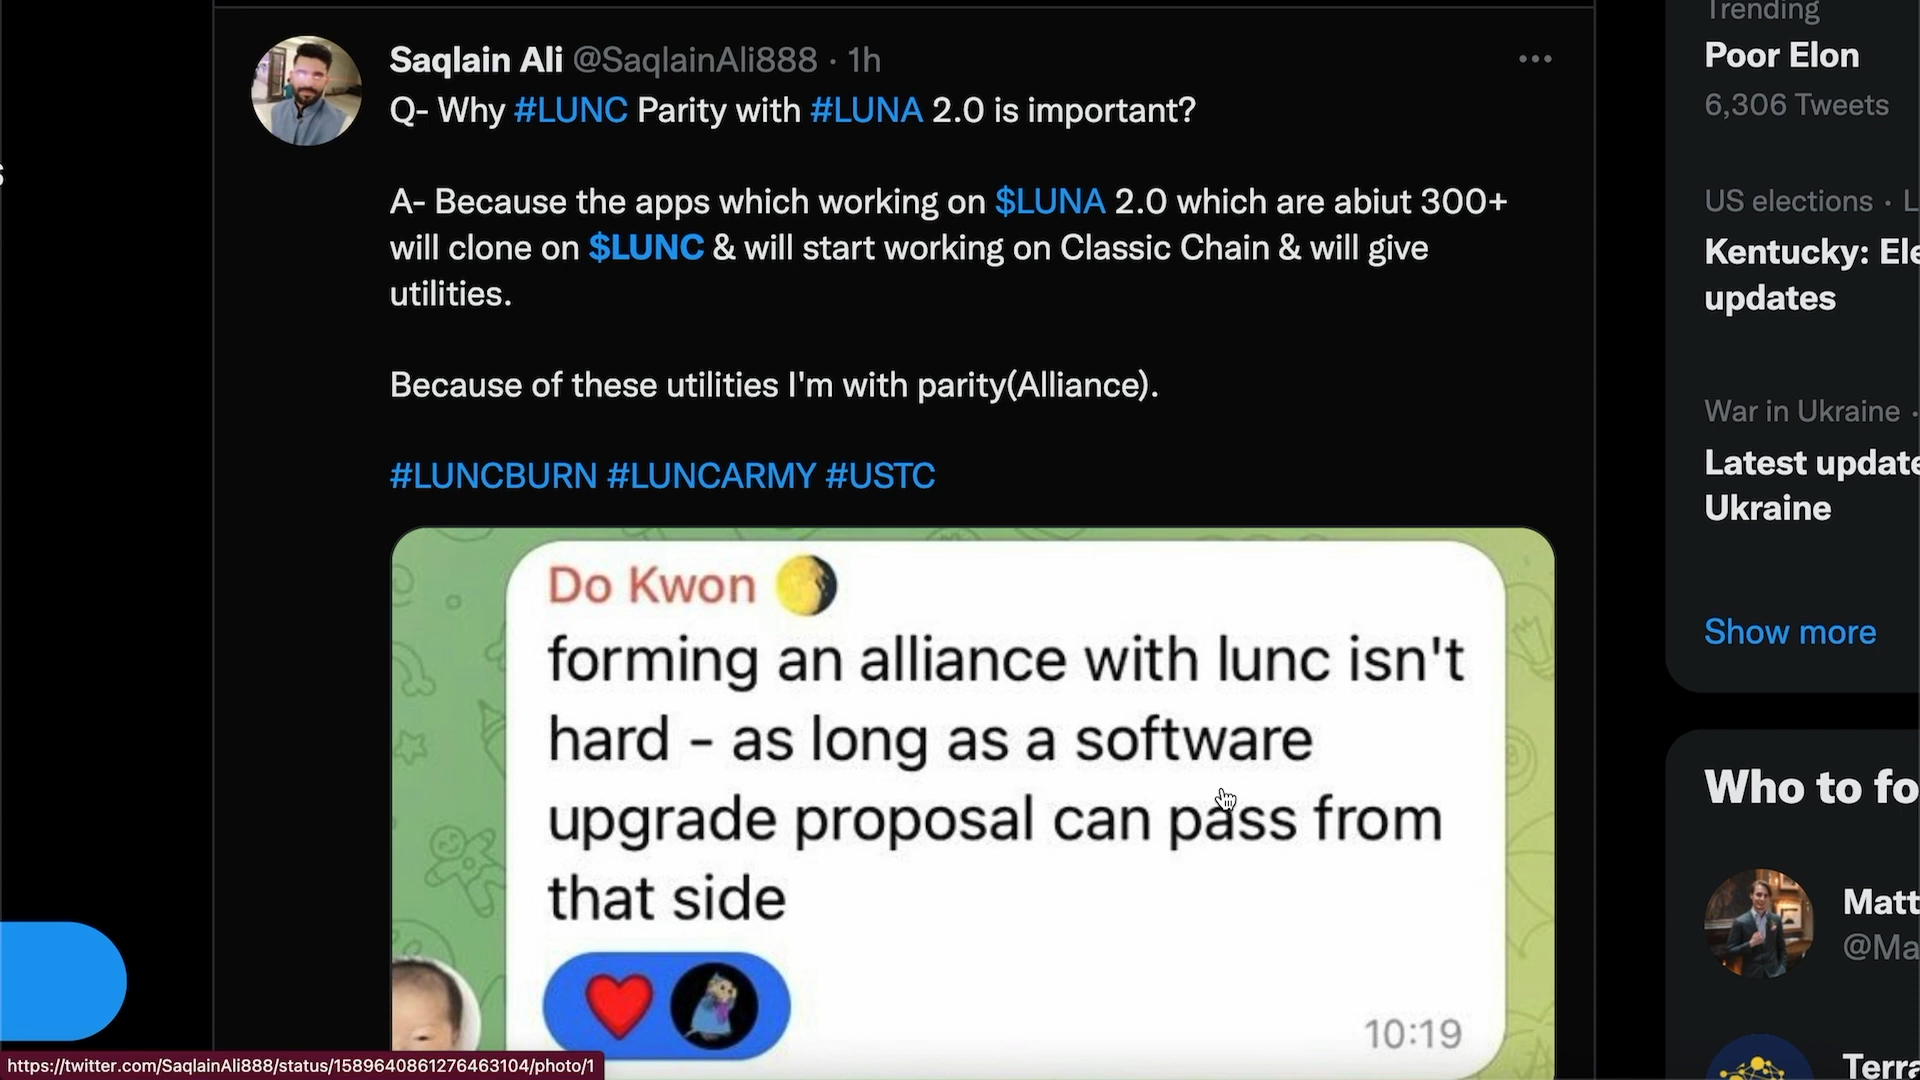 Saqlain Ali @SaqlainAli888 · 1h
Q- Why #LUNC Parity with #LUNA 2.0 is important?
A- Because the apps which working on $LUNA 2.0 which are abiut 300+
will clone on $LUNC & will start working on Classic Chain & will give
utilities.
Because of these utilities I'm with parity(Alliance).
#LUNCBURN #LUNCARMY #USTC
Do Kwon
forming an alliance with lunc isn't
hard - as long as a software
upgrade proposal can pass from
that side
10:19
Trending
Poor Elon
6,306 Tweets
US elections · L
Kentucky: Ele
updates
War in Ukraine ·
Latest update
Ukraine
Show more
Who to fo
Matt
@Ma
Terra
https://twitter.com/SaqlainAli888/status/1589640861276463104/photo/1